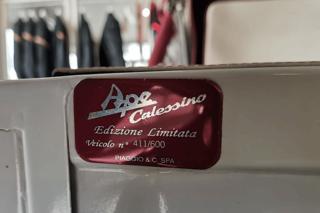 Ape
Calessino
Edizione Limitata
Veicolo n° 411/600
PIAGGIO & C. SPA